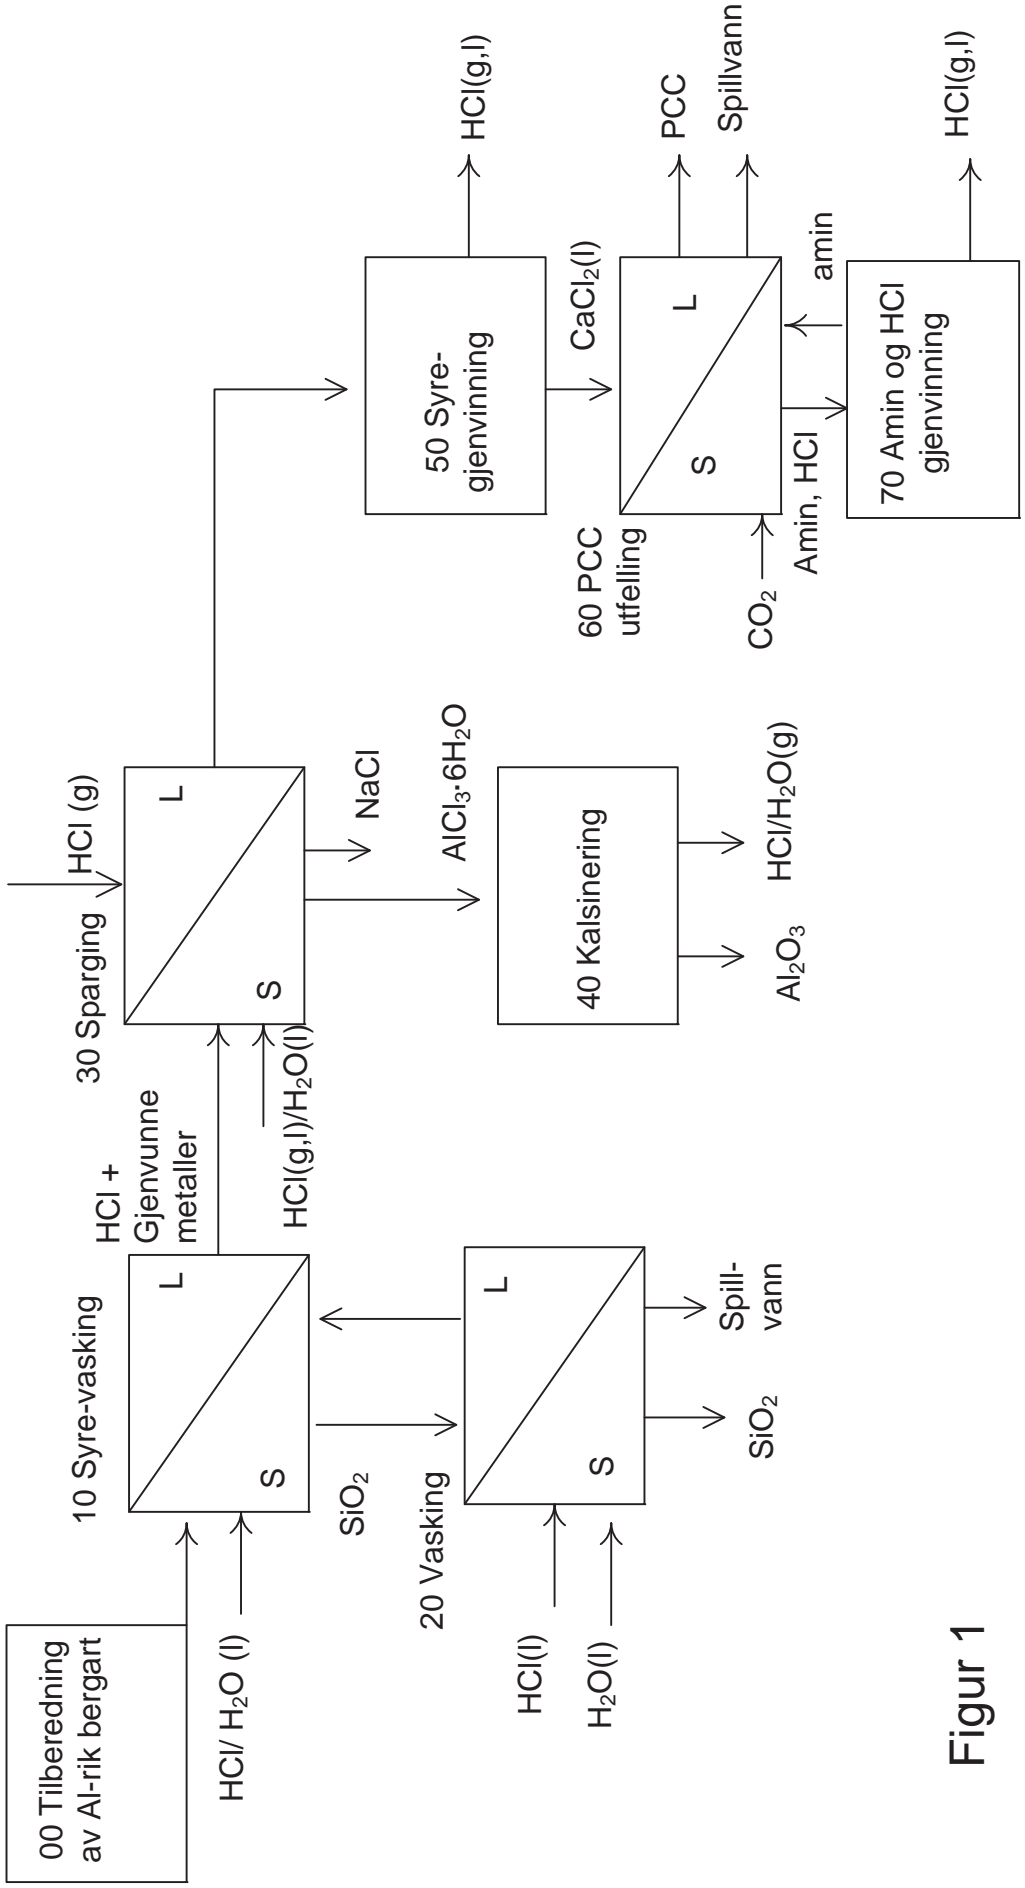 00 Tilberedning
av Al-rik bergart
HCl/ H₂O (l)
10 Syre-vasking
L
S
SiO₂
20 Vasking
HCl(l)
H₂O(l)
L
S
SiO₂
Spill-
vann
HCl +
Gjenvunne
metaller
30 Sparging
HCl (g)
HCl(g,l)/H₂O(l)
L
S
NaCl
AlCl₃·6H₂O
40 Kalsinering
Al₂O₃
HCl/H₂O(g)
50 Syre-
gjenvinning
HCl(g,l)
CaCl₂(l)
60 PCC
utfelling
S
L
PCC
Spillvann
CO₂
Amin, HCl
amin
70 Amin og HCl
gjenvinning
HCl(g,l)
Figur 1